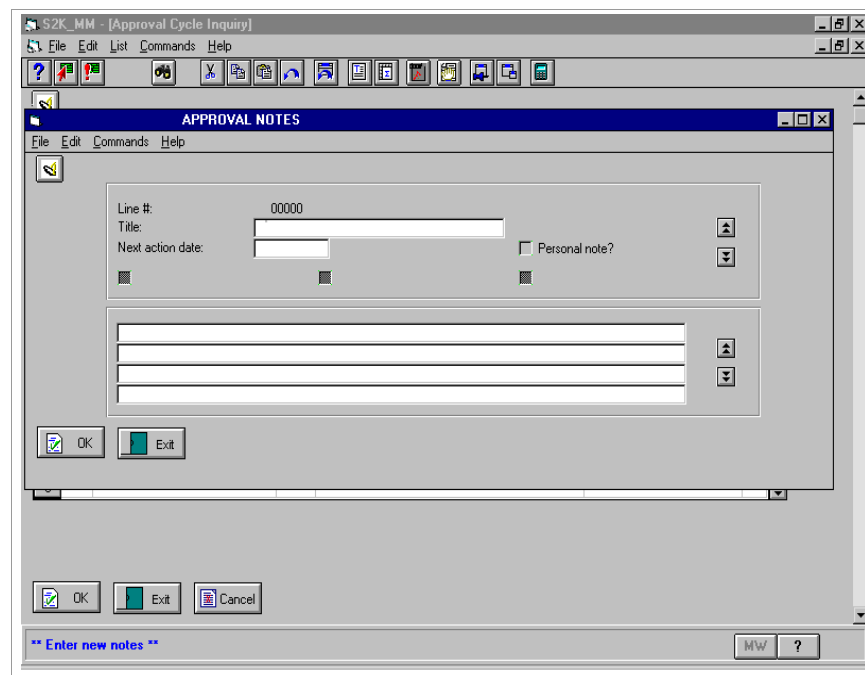 S2K_MM - [Approval Cycle Inquiry]
File Edit List Commands Help
APPROVAL NOTES
File Edit Commands Help
Line #: 00000
Title:
Next action date: Personal note?
OK Exit
OK Exit Cancel
** Enter new notes ** MW ?